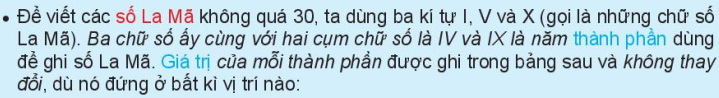 • Để viết các số La Mã không quá 30, ta dùng ba kí tự I, V và X (gọi là những chữ số
La Mã). Ba chữ số ấy cùng với hai cụm chữ số là IV và IX là năm thành phần dùng
để ghi số La Mã. Giá trị của mỗi thành phần được ghi trong bảng sau và không thay
đổi, dù nó đứng ở bất kì vị trí nào: